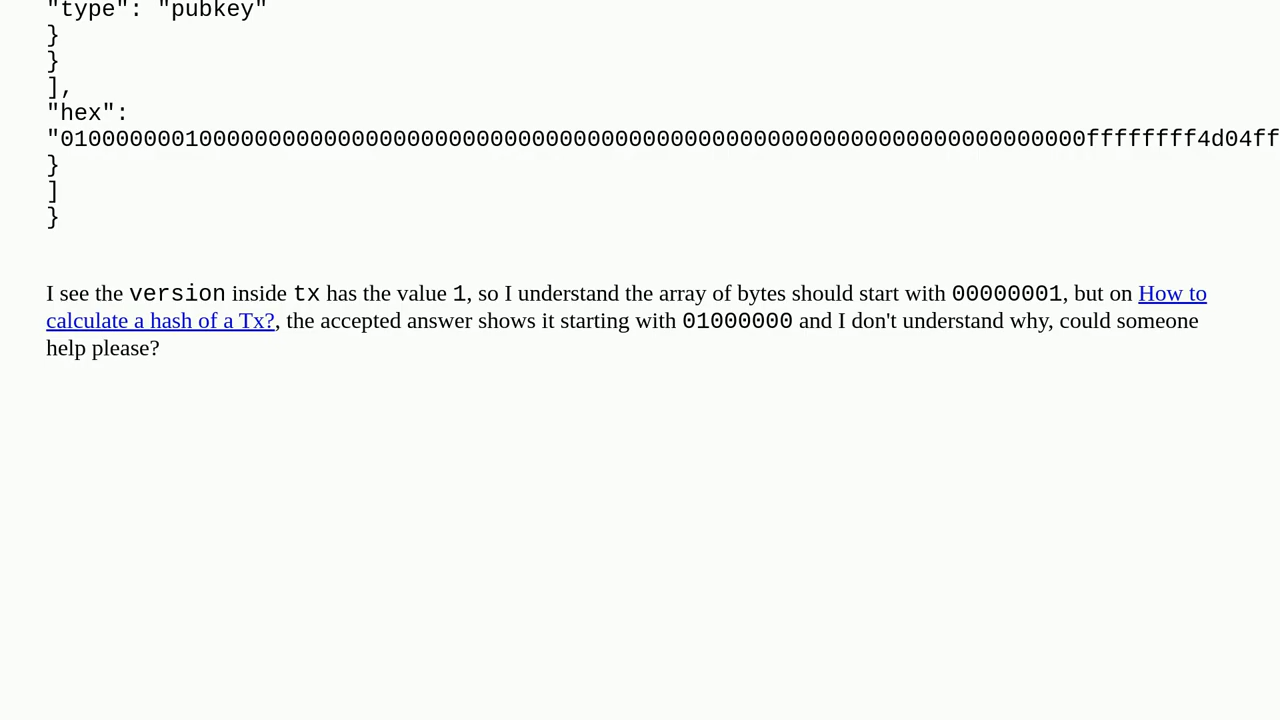 "type": "pubkey"
}
}
],
"hex":
"01000000010000000000000000000000000000000000000000000000000000000000000000ffffffff4d04ff
}
]
}
I see the version inside tx has the value 1, so I understand the array of bytes should start with 00000001, but on How to
calculate a hash of a Tx?, the accepted answer shows it starting with 01000000 and I don't understand why, could someone
help please?